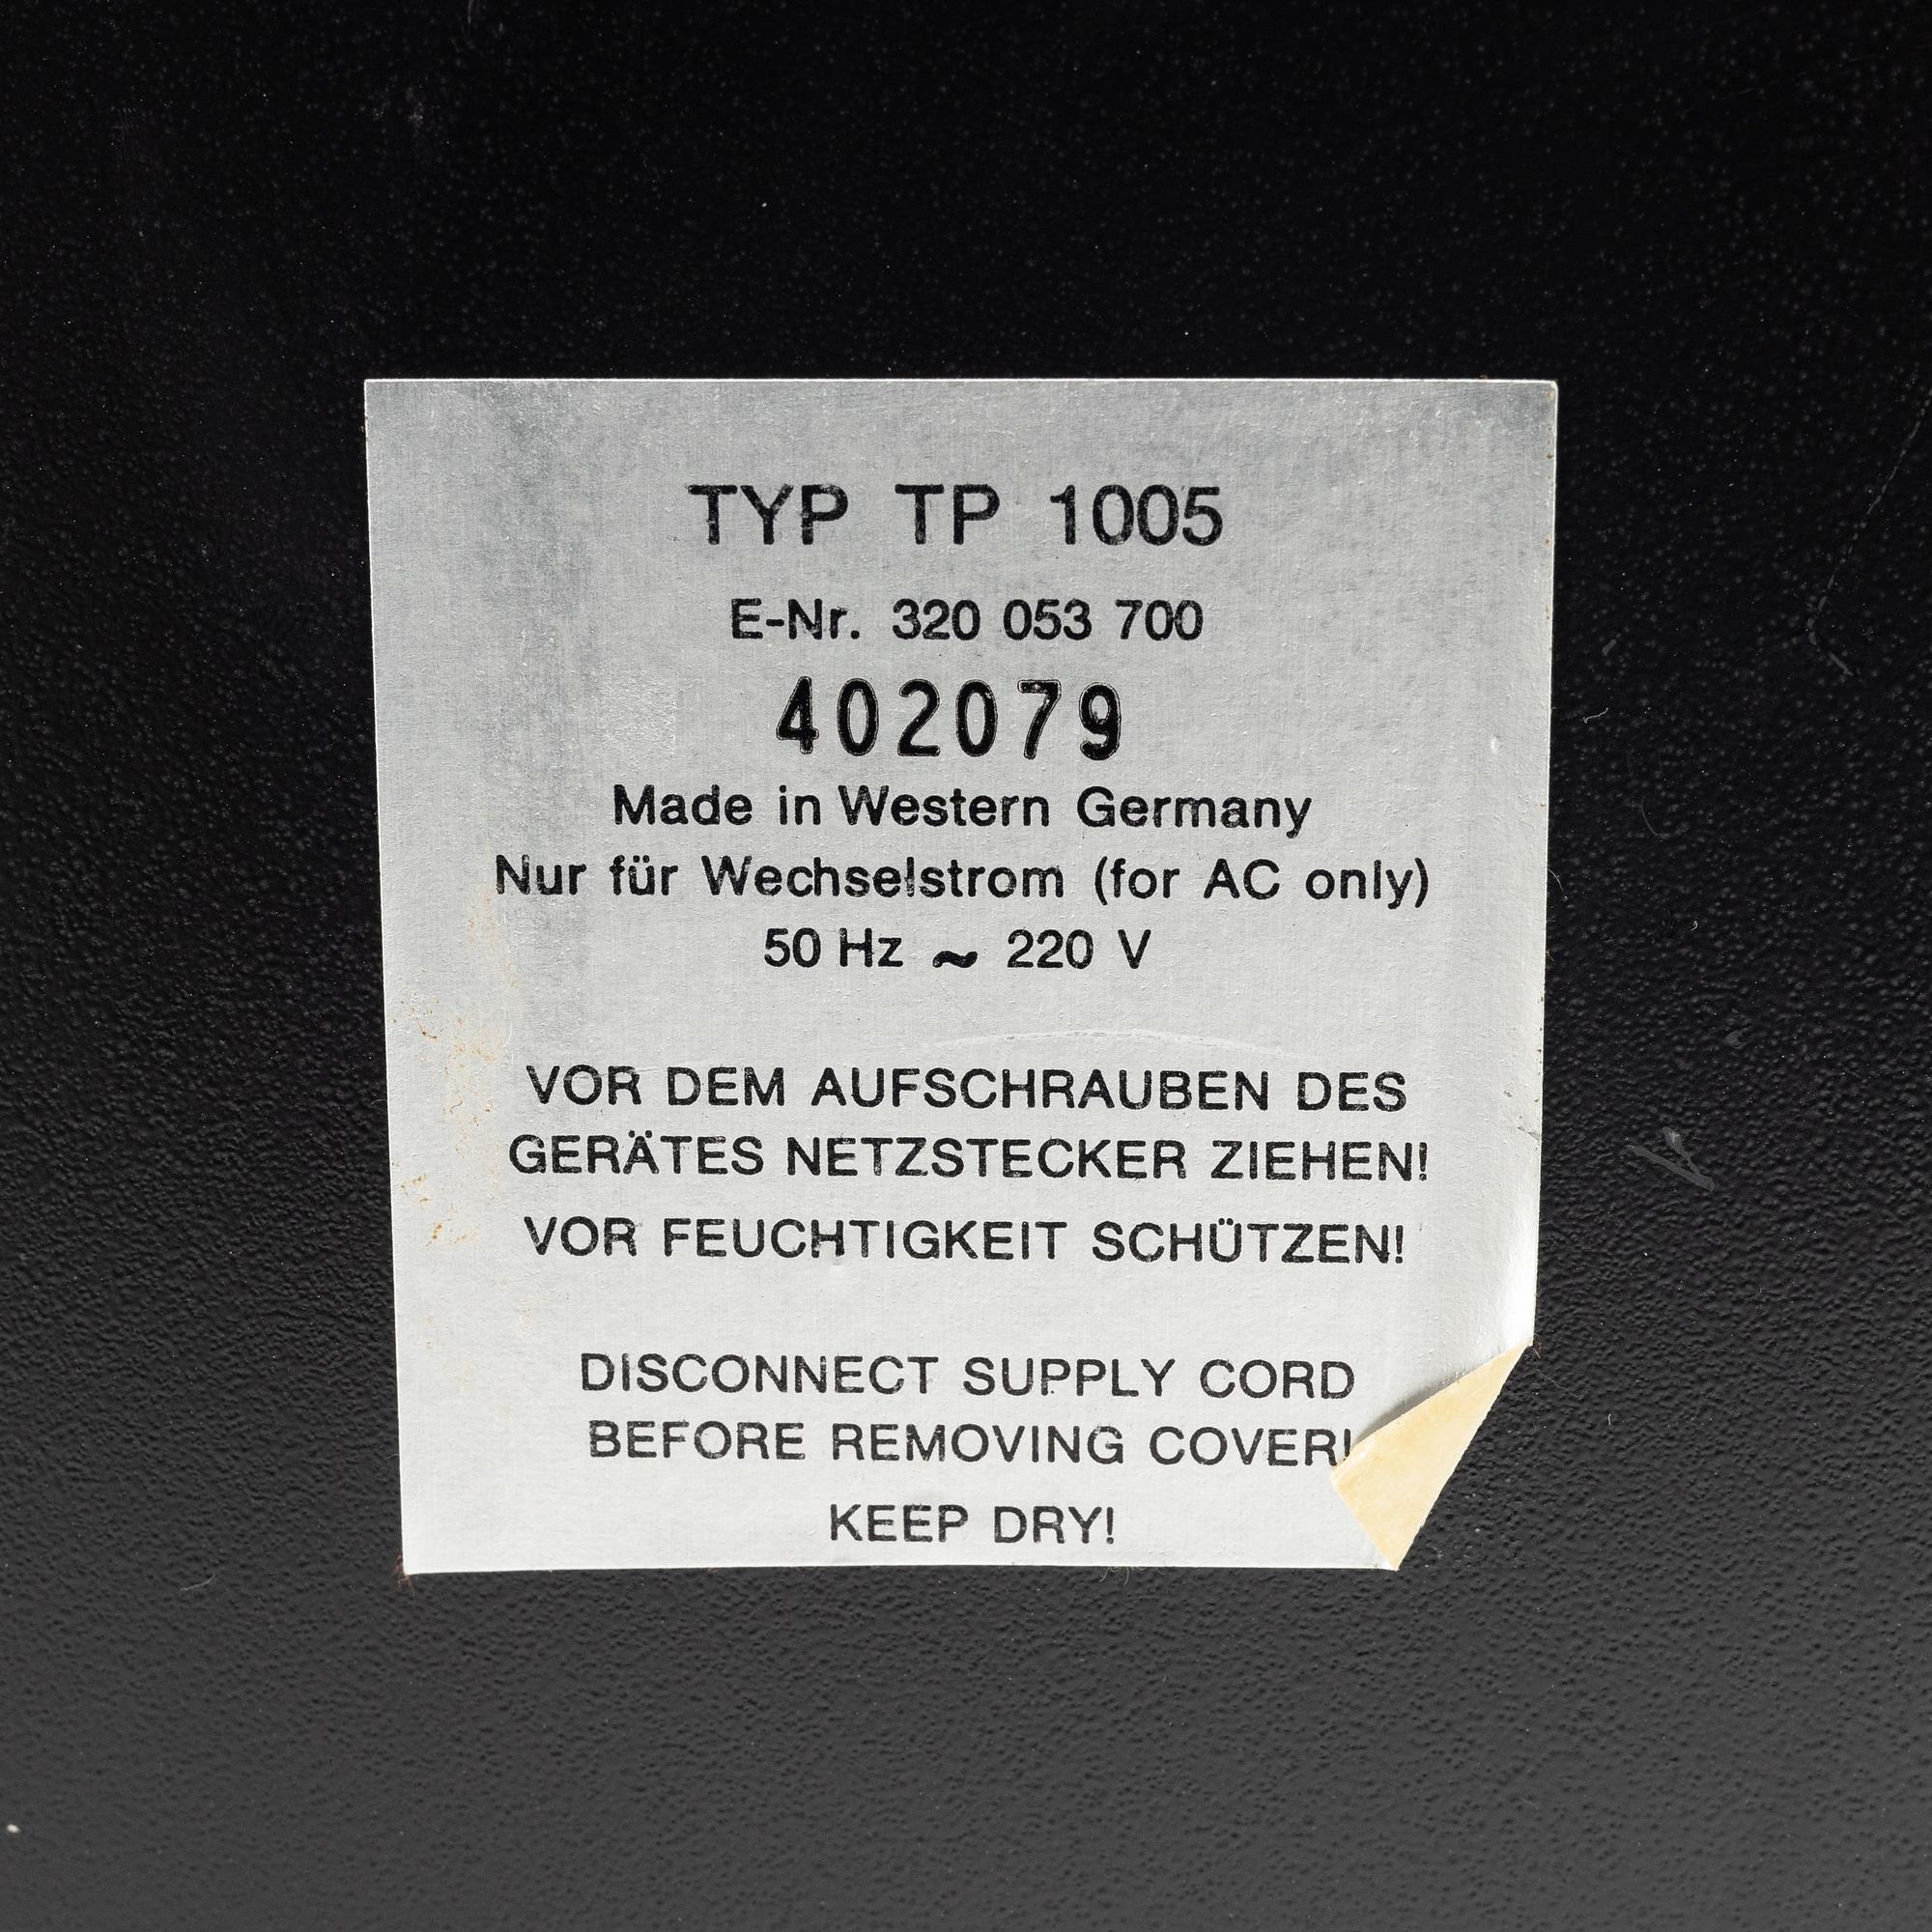 TYP TP 1005
E-Nr. 320 053 700
402079
Made in Western Germany
Nur für Wechselstrom (for AC only)
50 Hz ~ 220 V
VOR DEM AUFSCHRAUBEN DES
GERÄTES NETZSTECKER ZIEHEN!
VOR FEUCHTIGKEIT SCHÜTZEN!
DISCONNECT SUPPLY CORD
BEFORE REMOVING COVER!
KEEP DRY!